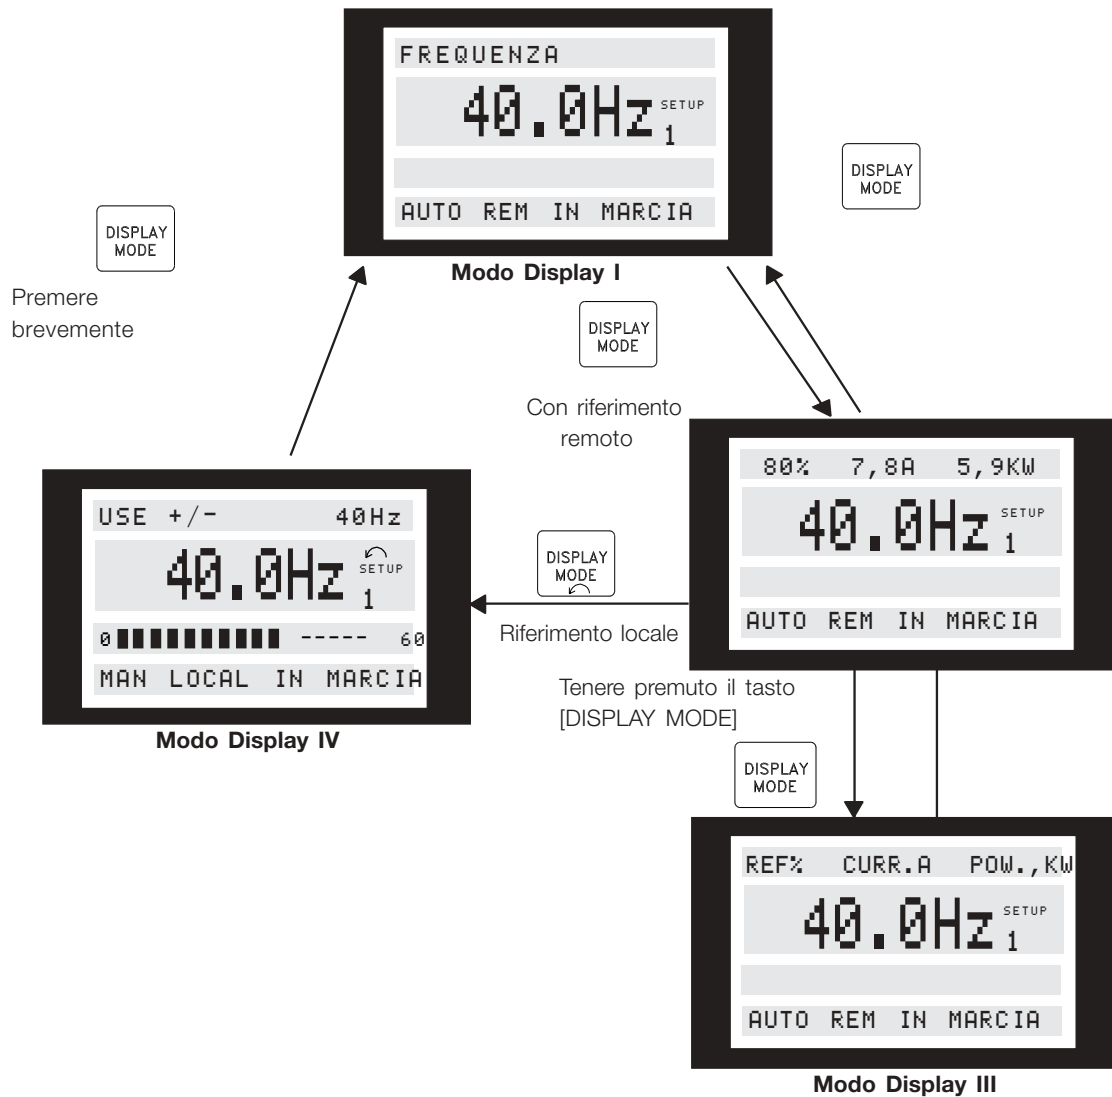 FREQUENZA
40.0Hz SETUP
1
AUTO REM IN MARCIA
Modo Display I
DISPLAY
MODE
DISPLAY
MODE
Premere
brevemente
DISPLAY
MODE
Con riferimento
remoto
80% 7,8A 5,9KW
40.0Hz SETUP
1
AUTO REM IN MARCIA
USE +/- 40Hz
40.0Hz SETUP
1
0 ----- 60
MAN LOCAL IN MARCIA
Modo Display IV
DISPLAY
MODE
Riferimento locale
Tenere premuto il tasto
[DISPLAY MODE]
DISPLAY
MODE
REF% CURR.A POW.,KW
40.0Hz SETUP
1
AUTO REM IN MARCIA
Modo Display III